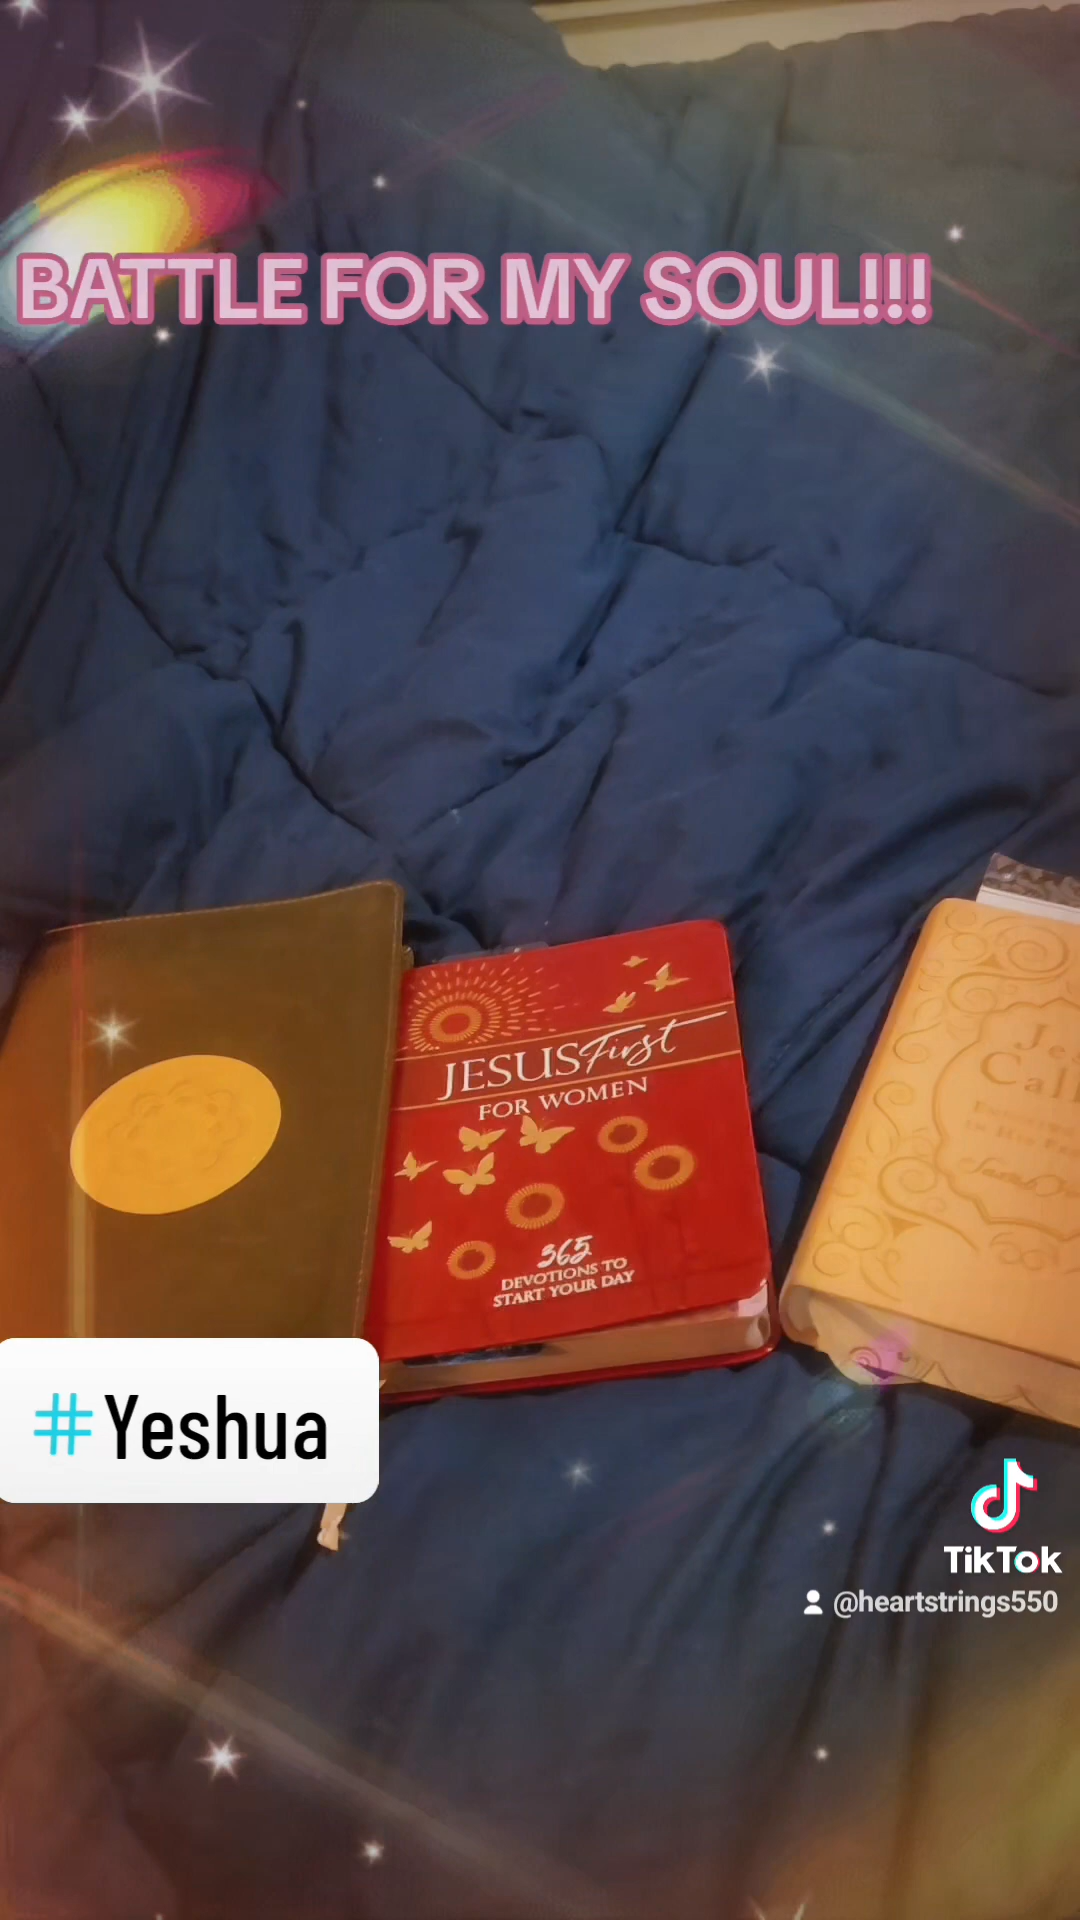 BATTLE FOR MY SOUL!!!
JESUS First
FOR WOMEN
365
DEVOTIONS TO
START YOUR DAY
#Yeshua
TikTok
@heartstrings550